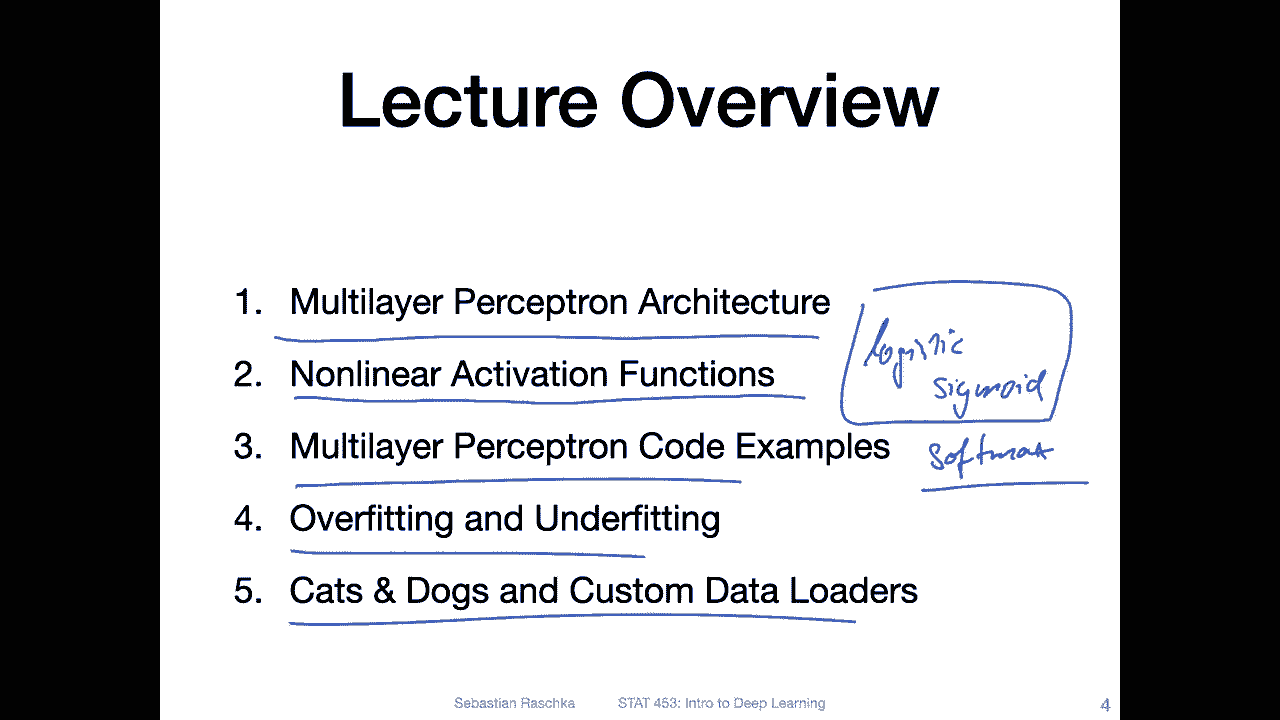 Lecture Overview
1. Multilayer Perceptron Architecture
logistic
2. Nonlinear Activation Functions
sigmoid
3. Multilayer Perceptron Code Examples
softmax
4. Overfitting and Underfitting
5. Cats & Dogs and Custom Data Loaders
Sebastian Raschka STAT 453: Intro to Deep Learning 4